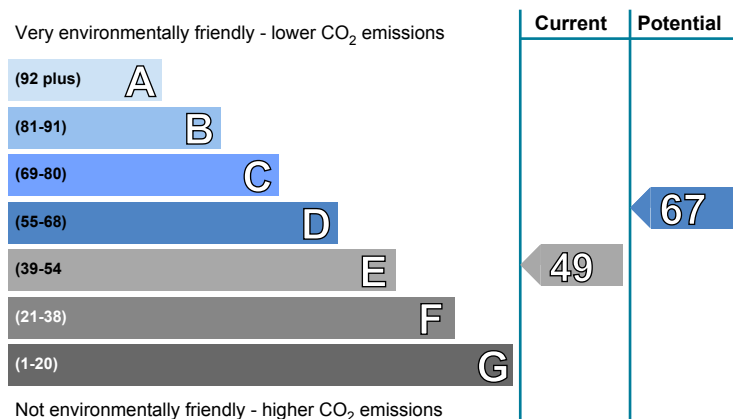 Very environmentally friendly - lower CO2 emissions
Current
Potential
(92 plus) A
(81-91) B
(69-80) C
(55-68) D
67
(39-54 E
49
(21-38) F
(1-20) G
Not environmentally friendly - higher CO2 emissions